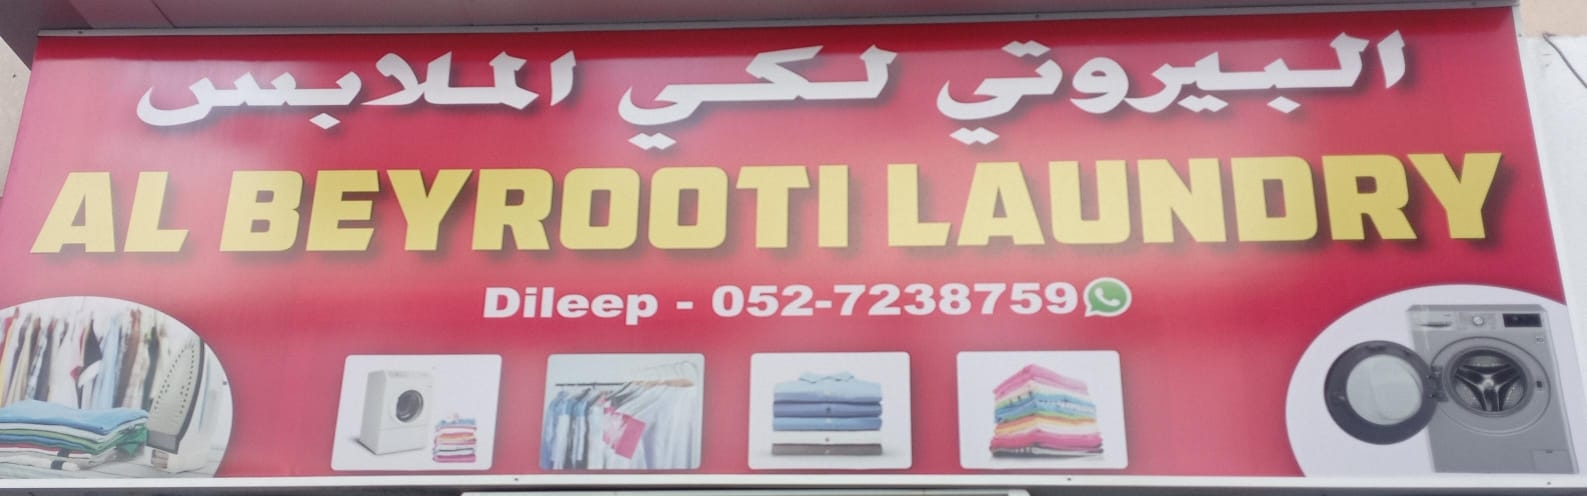 البيروتي لكي الملابس
AL BEYROOTI LAUNDRY
Dileep - 052-7238759